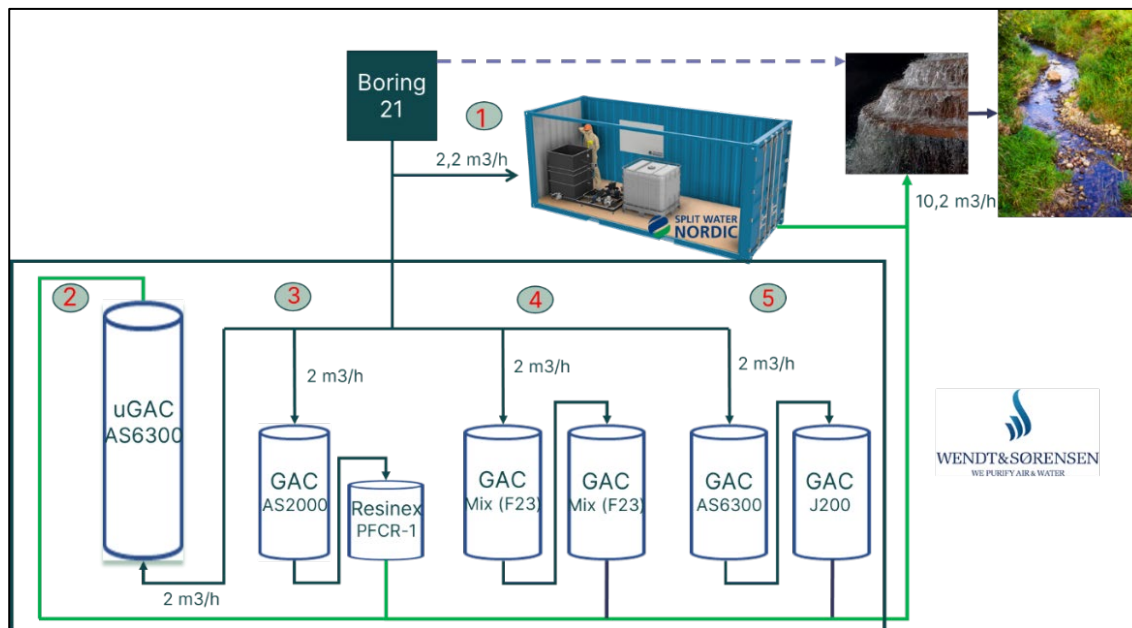 Boring
21
1
2,2 m3/h
SPLIT WATER
NORDIC
10,2 m3/h
2
3
4
5
2 m3/h
2 m3/h
2 m3/h
uGAC
AS6300
GAC
AS2000
Resinex
PFCR-1
GAC
Mix (F23)
GAC
Mix (F23)
GAC
AS6300
GAC
J200
2 m3/h
WENDT&SØRENSEN
WE PURIFY AIR & WATER